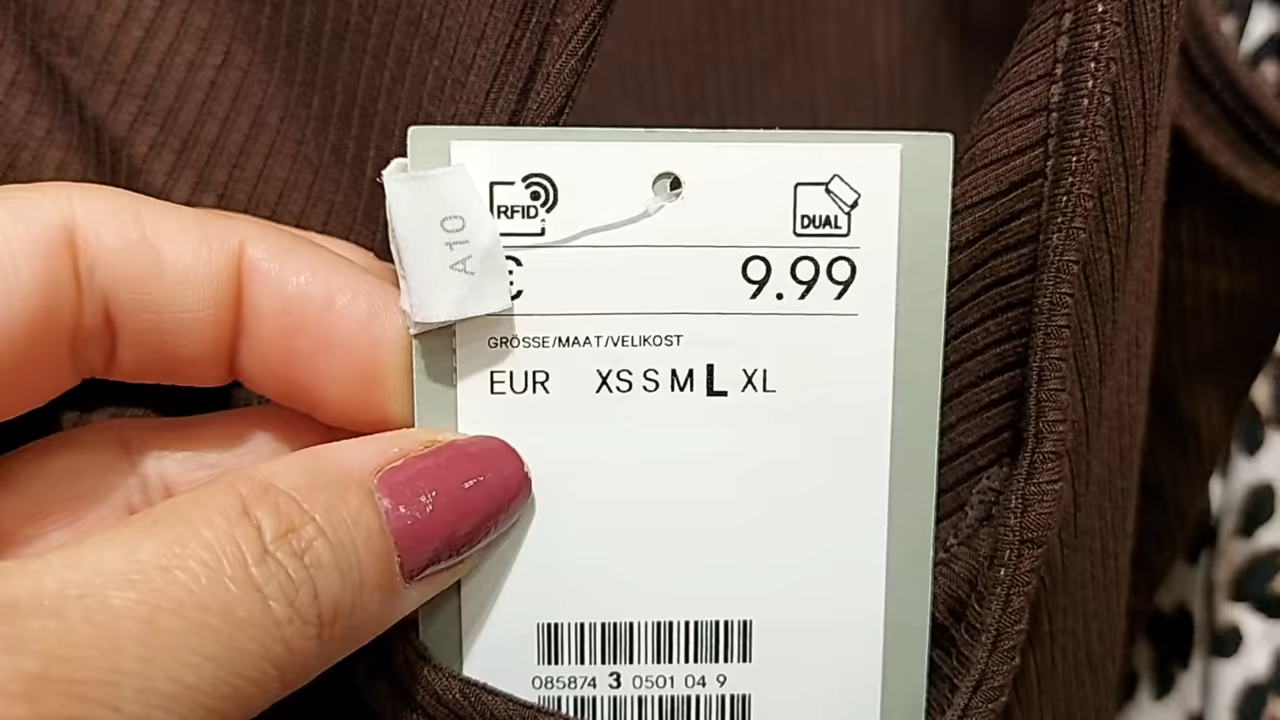 RFID
DUAL
A10
€ 9.99
GRÖSSE/MAAT/VELIKOST
EUR XS S M L XL
085874 3 0501 04 9